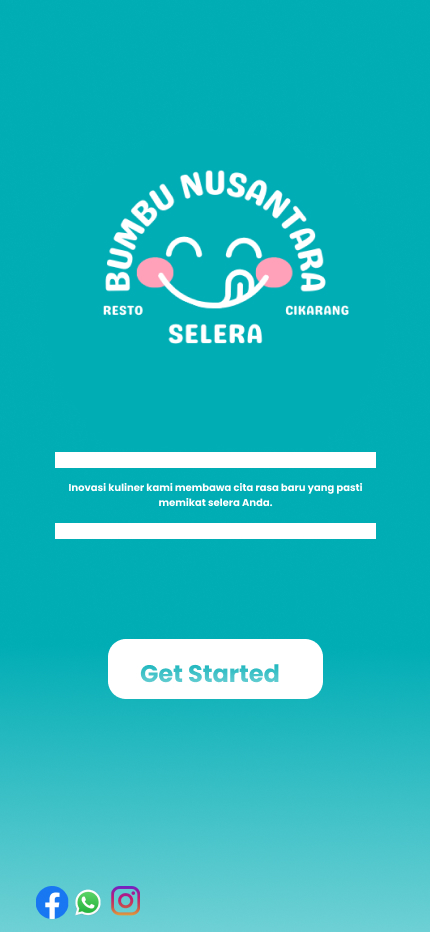 BUMBU NUSANTARA
RESTO
CIKARANG
SELERA
Inovasi kuliner kami membawa cita rasa baru yang pasti
memikat selera Anda.
Get Started